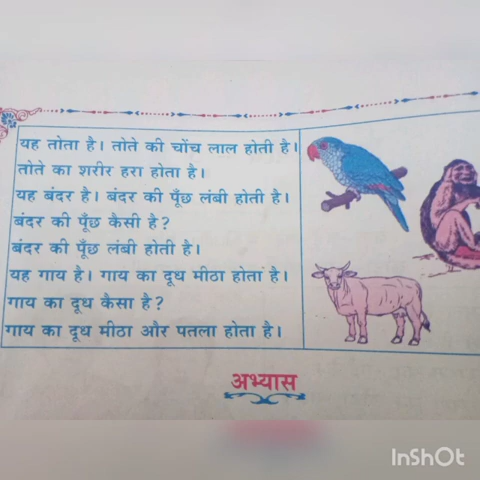 यह तोता है। तोते की चोंच लाल होती है।
तोते का शरीर हरा होता है।
यह बंदर है। बंदर की पूँछ लंबी होती है।
बंदर की पूँछ कैसी है?
बंदर की पूँछ लंबी होती है।
यह गाय है। गाय का दूध मीठा होता है।
गाय का दूध कैसा है?
गाय का दूध मीठा और पतला होता है।
अभ्यास
InShOt